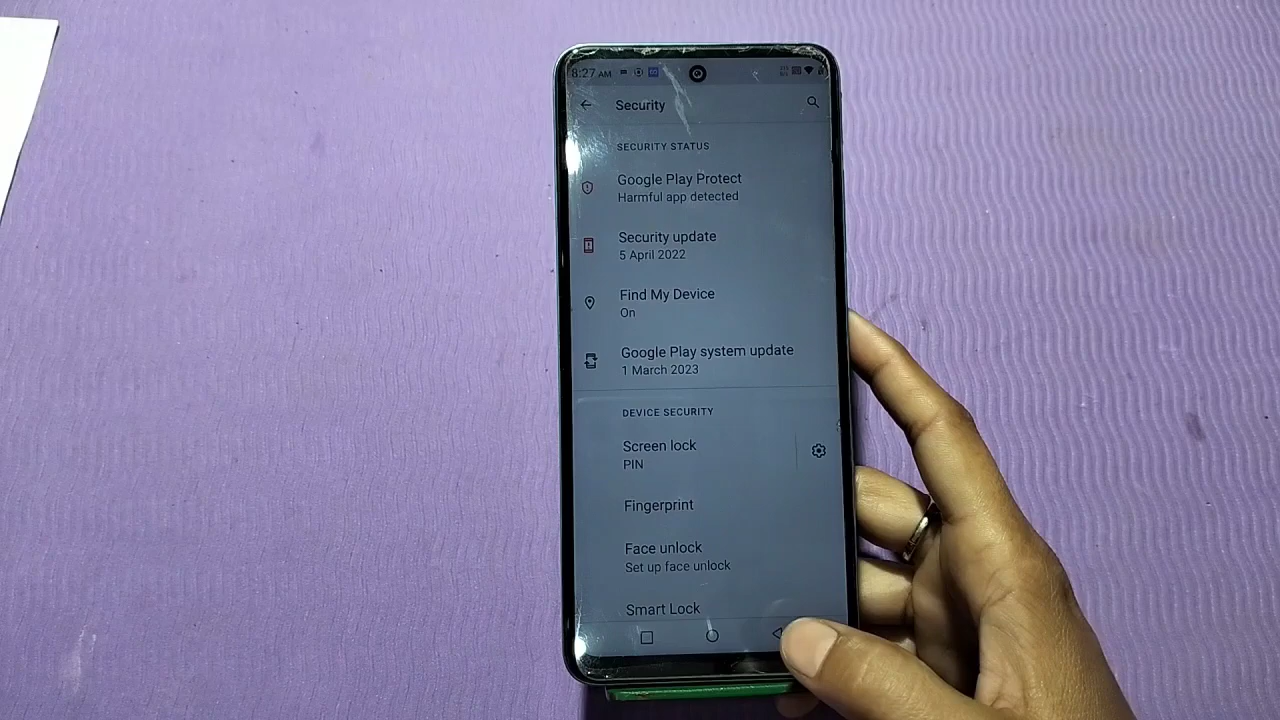 8:27 AM
Security
SECURITY STATUS
Google Play Protect
Harmful app detected
Security update
5 April 2022
Find My Device
On
Google Play system update
1 March 2023
DEVICE SECURITY
Screen lock
PIN
Fingerprint
Face unlock
Set up face unlock
Smart Lock